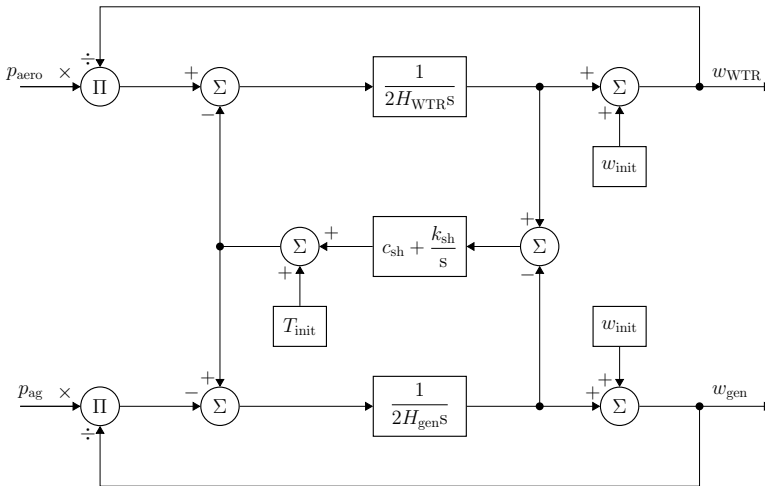 ÷
p_aero × Π + Σ − 1 / 2H_WTR s + Σ + w_WTR
w_init
+
+ Σ + c_sh + k_sh / s Σ
+ −
T_init w_init
+ +
p_ag × Π − Σ 1 / 2H_gen s + Σ w_gen
÷